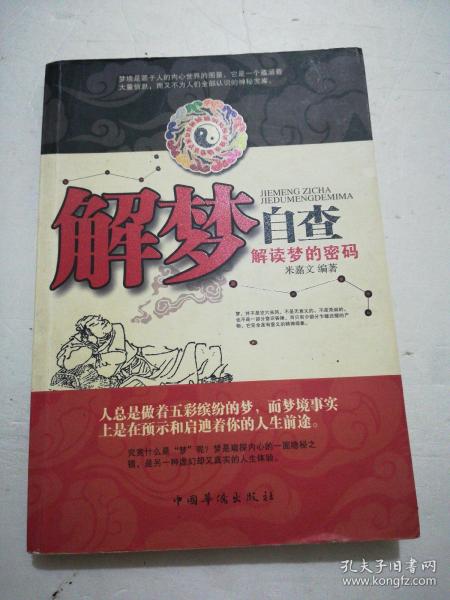 梦境是居于人的内心世界的图景，它是一个蕴涵着
大量信息，而又不为人们全部认识的神秘宝库。
JIEMENG ZICHA
JIEDUMENGDEMIMA
解梦
自查
解读梦的密码
米嘉文 编著
人总是做着五彩缤纷的梦，而梦境事实
上是在预示和启迪着你的人生前途。
究竟什么是“梦”呢？梦是窥探内心的一面隐秘之
镜，是另一种虚幻却又真实的人生体验。
中国华侨出版社
孔夫子旧书网
www.kongfz.com